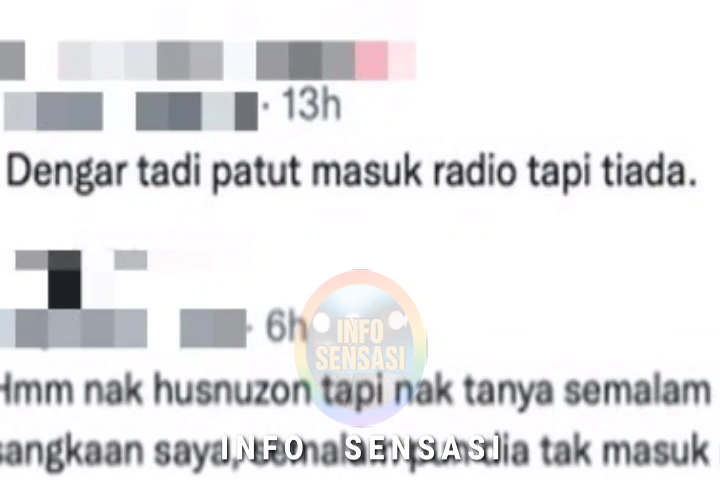 · 13h
Dengar tadi patut masuk radio tapi tiada.
· 6h
INFO
SENSASI
Hmm nak husnuzon tapi nak tanya semalam
sangkaan saya, dia tak masuk
INFO SENSASI